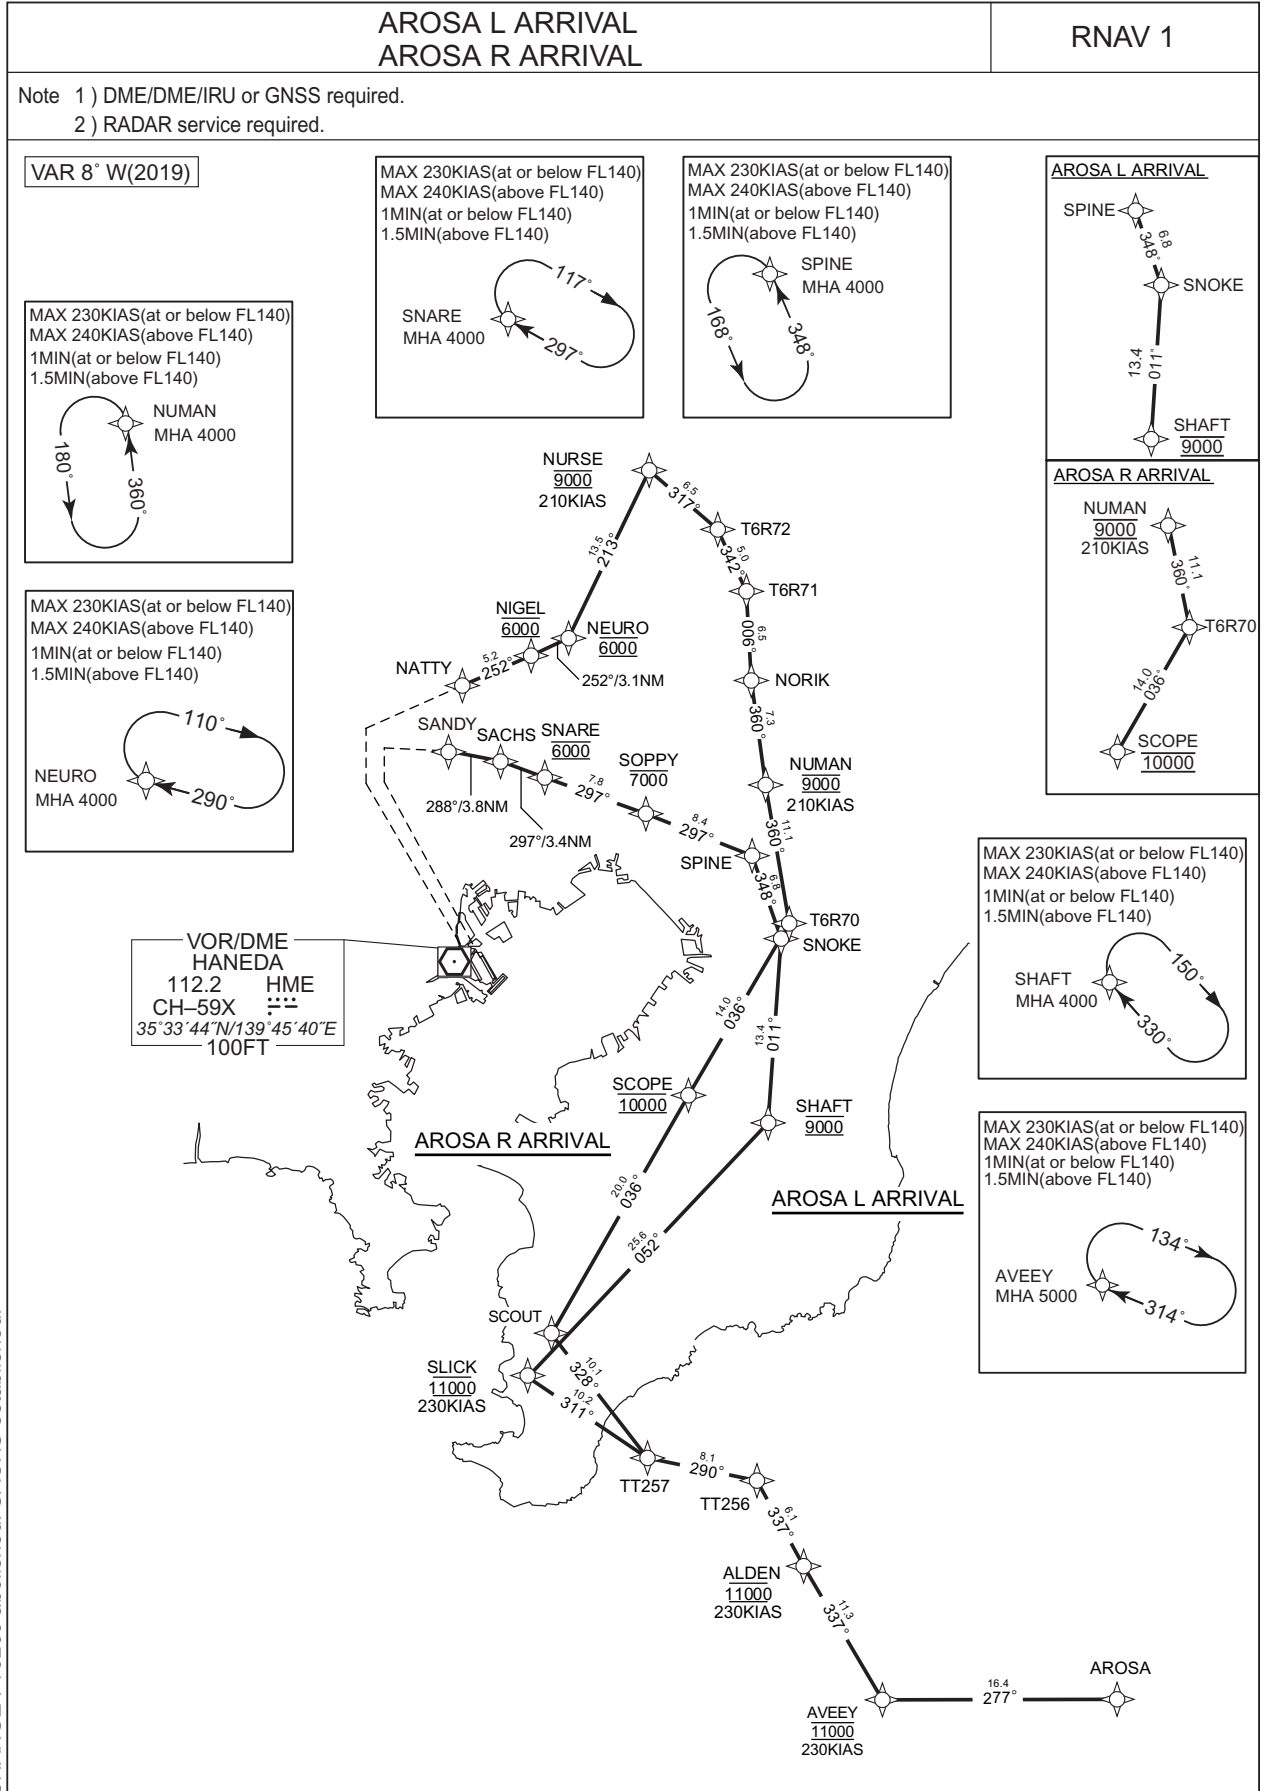 AROSA L ARRIVAL
AROSA R ARRIVAL
RNAV 1
Note 1 ) DME/DME/IRU or GNSS required.
2 ) RADAR service required.
VAR 8° W(2019)
MAX 230KIAS(at or below FL140)
MAX 240KIAS(above FL140)
1MIN(at or below FL140)
1.5MIN(above FL140)
117°
SNARE
MHA 4000
297°
MAX 230KIAS(at or below FL140)
MAX 240KIAS(above FL140)
1MIN(at or below FL140)
1.5MIN(above FL140)
SPINE
MHA 4000
168°
348°
AROSA L ARRIVAL
SPINE
6.8
348°
SNOKE
13.4
011°
SHAFT
9000
MAX 230KIAS(at or below FL140)
MAX 240KIAS(above FL140)
1MIN(at or below FL140)
1.5MIN(above FL140)
NUMAN
MHA 4000
180°
360°
AROSA R ARRIVAL
NUMAN
9000
210KIAS
11.1
360°
T6R70
14.0
036°
SCOPE
10000
MAX 230KIAS(at or below FL140)
MAX 240KIAS(above FL140)
1MIN(at or below FL140)
1.5MIN(above FL140)
110°
NEURO
MHA 4000
290°
NURSE
9000
210KIAS
6.5
317°
T6R72
5.0
342°
T6R71
13.5
213°
6.5
006°
NIGEL
6000
NEURO
6000
NATTY
5.2
252°
252°/3.1NM
NORIK
7.3
360°
SANDY
SACHS
SNARE
6000
SOPPY
7000
NUMAN
9000
210KIAS
288°/3.8NM
7.8
297°
297°/3.4NM
8.4
297°
11.1
360°
SPINE
6.8
348°
T6R70
SNOKE
VOR/DME
HANEDA
112.2 HME
CH–59X
35°33´44˝N/139°45´40˝E
100FT
14.0
036°
13.4
011°
SCOPE
10000
SHAFT
9000
AROSA R ARRIVAL
AROSA L ARRIVAL
20.0
036°
25.6
052°
MAX 230KIAS(at or below FL140)
MAX 240KIAS(above FL140)
1MIN(at or below FL140)
1.5MIN(above FL140)
SHAFT
MHA 4000
150°
330°
MAX 230KIAS(at or below FL140)
MAX 240KIAS(above FL140)
1MIN(at or below FL140)
1.5MIN(above FL140)
AVEEY
MHA 5000
134°
314°
SCOUT
SLICK
11000
230KIAS
10.1
328°
10.2
311°
TT257
8.1
290°
TT256
6.1
337°
ALDEN
11000
230KIAS
11.3
337°
AVEEY
11000
230KIAS
16.4
277°
AROSA